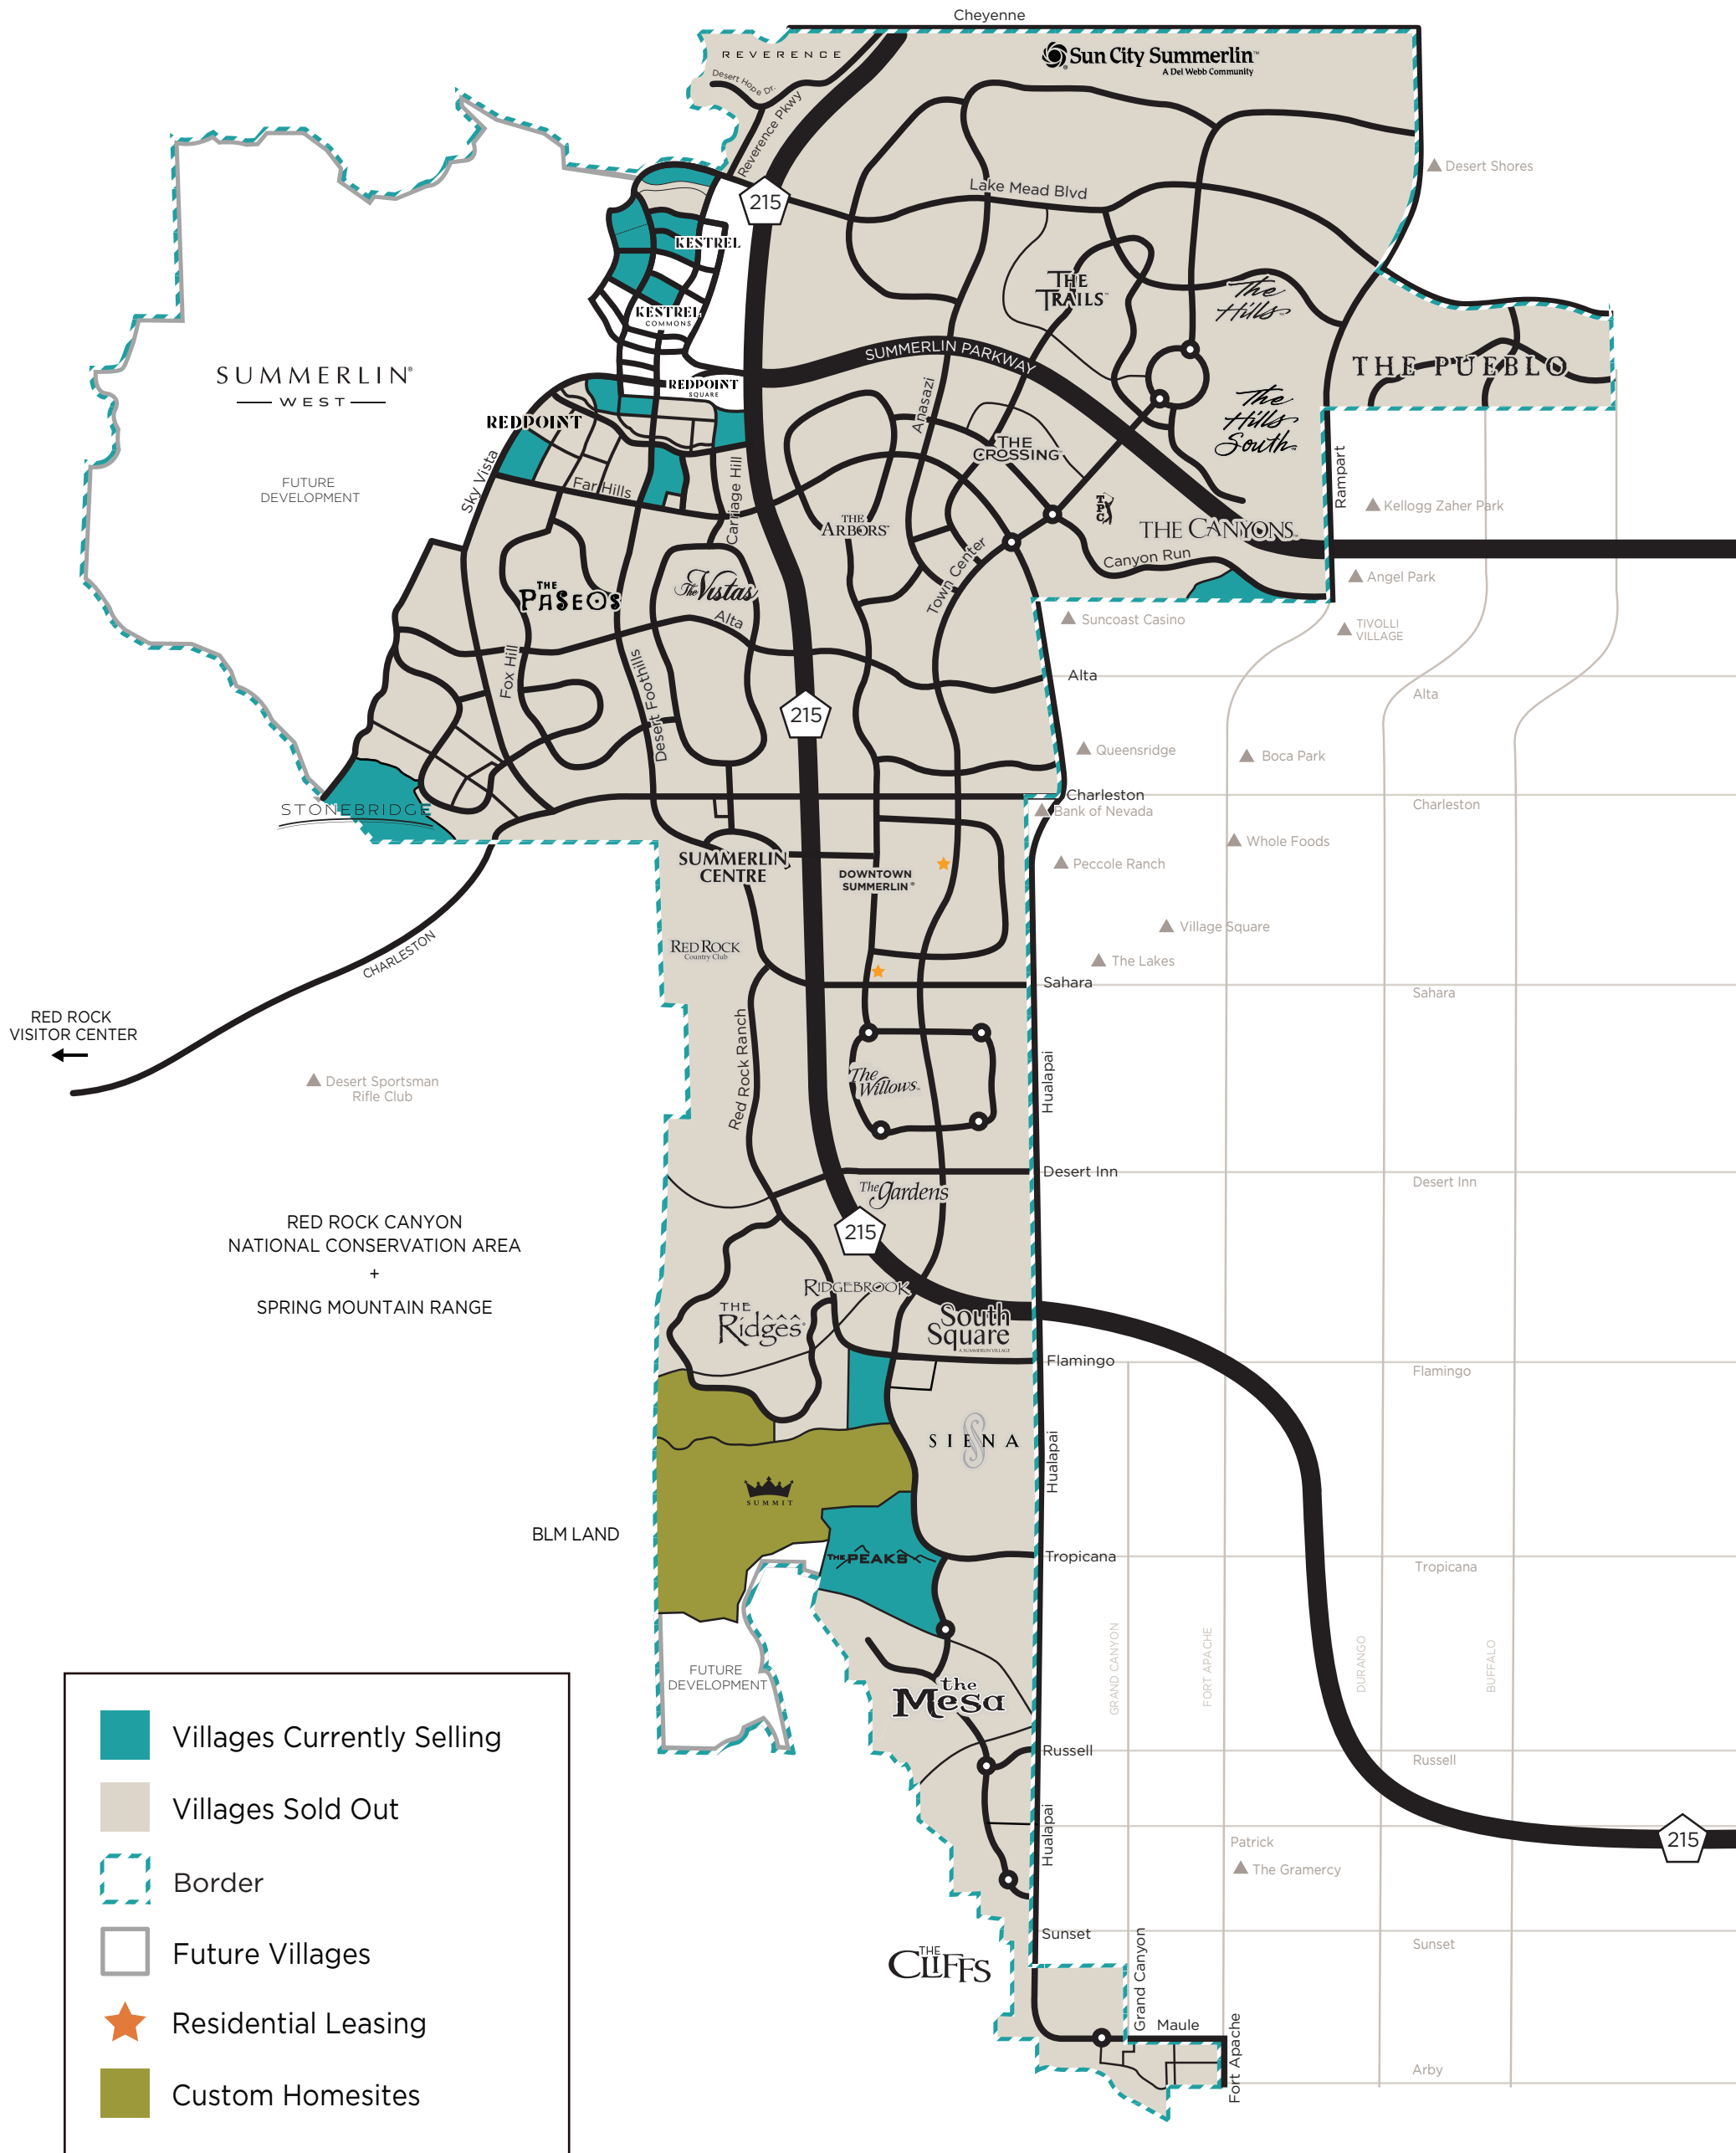 Cheyenne
REVERENCE
Sun City Summerlin™
A Del Webb Community
Desert Hope Dr.
Reverence Pkwy
Desert Shores
Lake Mead Blvd
215
KESTREL
KESTREL
COMMONS
THE
TRAILS™
The
Hills
SUMMERLIN PARKWAY
THE PUEBLO
SUMMERLIN®
WEST
REDPOINT
SQUARE
REDPOINT
Anasazi
The
Hills
South
THE
CROSSING
Rampart
Sky Vista
Far Hills
Carriage Hill
FUTURE
DEVELOPMENT
TPC
Kellogg Zaher Park
THE
ARBORS
THE CANYONS
Canyon Run
Town Center
Angel Park
THE
PASEOS
The Vistas
Alta
Suncoast Casino
TIVOLLI
VILLAGE
Fox Hill
Desert Foothills
Alta
Alta
215
Queensridge
Boca Park
STONEBRIDGE
Charleston
Charleston
Bank of Nevada
Whole Foods
SUMMERLIN
CENTRE
DOWNTOWN
SUMMERLIN®
Peccole Ranch
CHARLESTON
RED ROCK
Country Club
Village Square
The Lakes
Sahara
Sahara
RED ROCK
VISITOR CENTER
Red Rock Ranch
The
Willows
Hualapai
Desert Sportsman
Rifle Club
Desert Inn
Desert Inn
The Gardens
RED ROCK CANYON
NATIONAL CONSERVATION AREA
+
SPRING MOUNTAIN RANGE
215
RIDGEBROOK
THE
Ridges
South
Square
A SUMMERLIN VILLAGE
Flamingo
Flamingo
SIENA
Hualapai
SUMMIT
BLM LAND
THE PEAKS
Tropicana
Tropicana
GRAND CANYON
FORT APACHE
DURANGO
BUFFALO
FUTURE
DEVELOPMENT
the
Mesa
Russell
Russell
Hualapai
Patrick
The Gramercy
215
Sunset
Sunset
THE
CLIFFS
Grand Canyon
Maule
Fort Apache
Arby
Villages Currently Selling
Villages Sold Out
Border
Future Villages
Residential Leasing
Custom Homesites